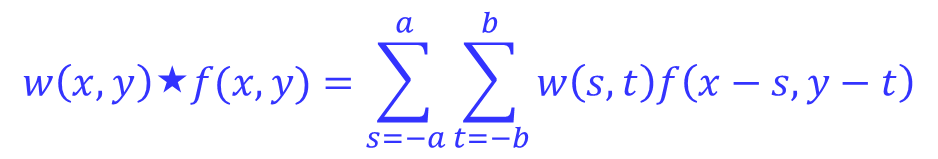 w(x, y)★f(x, y) = ∑_{s=−a}^{a} ∑_{t=−b}^{b} w(s, t)f(x − s, y − t)